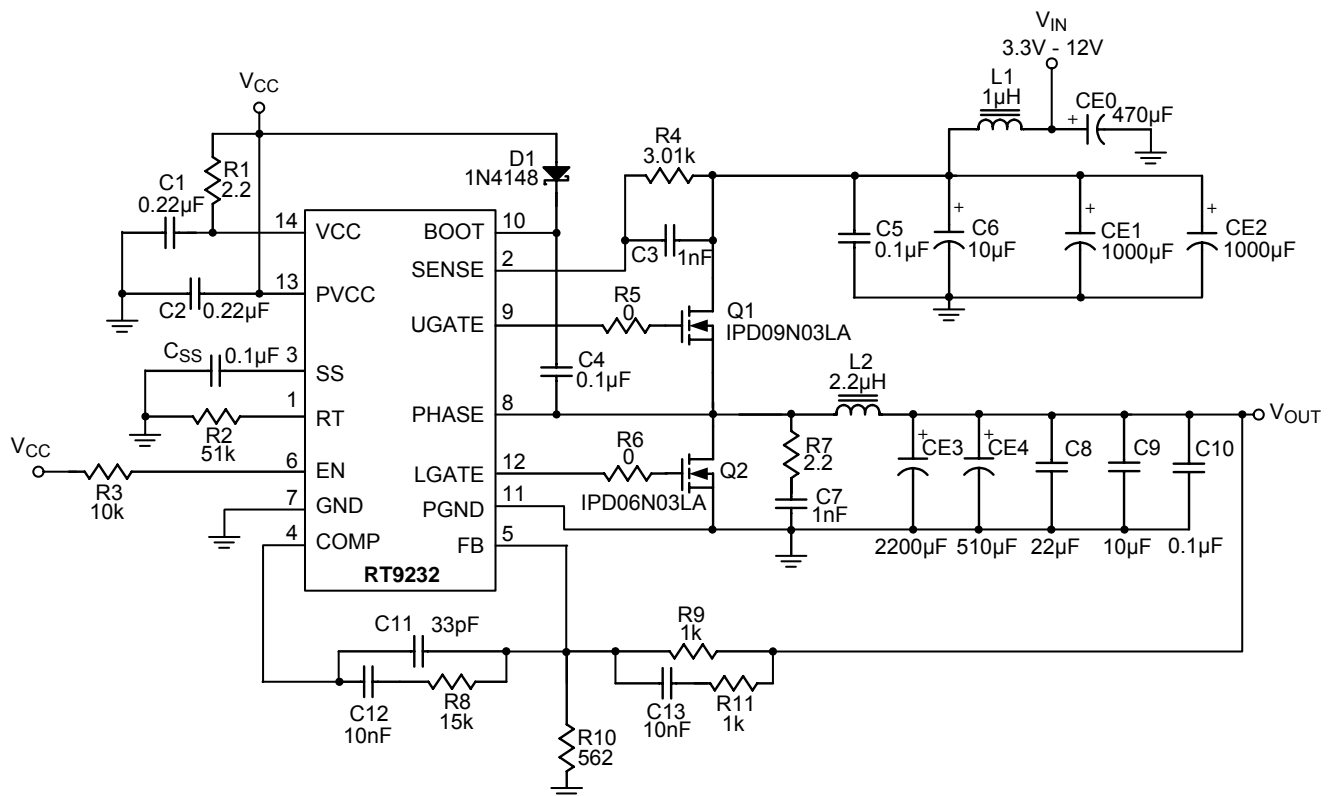 VIN
3.3V - 12V
L1
1µH
CE0
470µF
VCC
R1
2.2
C1
0.22µF
D1
1N4148
R4
3.01k
C3
1nF
C5
0.1µF
C6
10µF
CE1
1000µF
CE2
1000µF
14
VCC
BOOT
10
SENSE
2
13
PVCC
C2
0.22µF
UGATE
9
R5
0
Q1
IPD09N03LA
CSS
0.1µF
3
SS
C4
0.1µF
1
RT
R2
51k
PHASE
8
L2
2.2µH
VOUT
VCC
R3
10k
6
EN
LGATE
12
R6
0
Q2
IPD06N03LA
R7
2.2
C7
1nF
CE3
2200µF
CE4
510µF
C8
22µF
C9
10µF
C10
0.1µF
7
GND
PGND
11
4
COMP
FB
5
RT9232
C11
33pF
C12
10nF
R8
15k
R9
1k
C13
10nF
R11
1k
R10
562